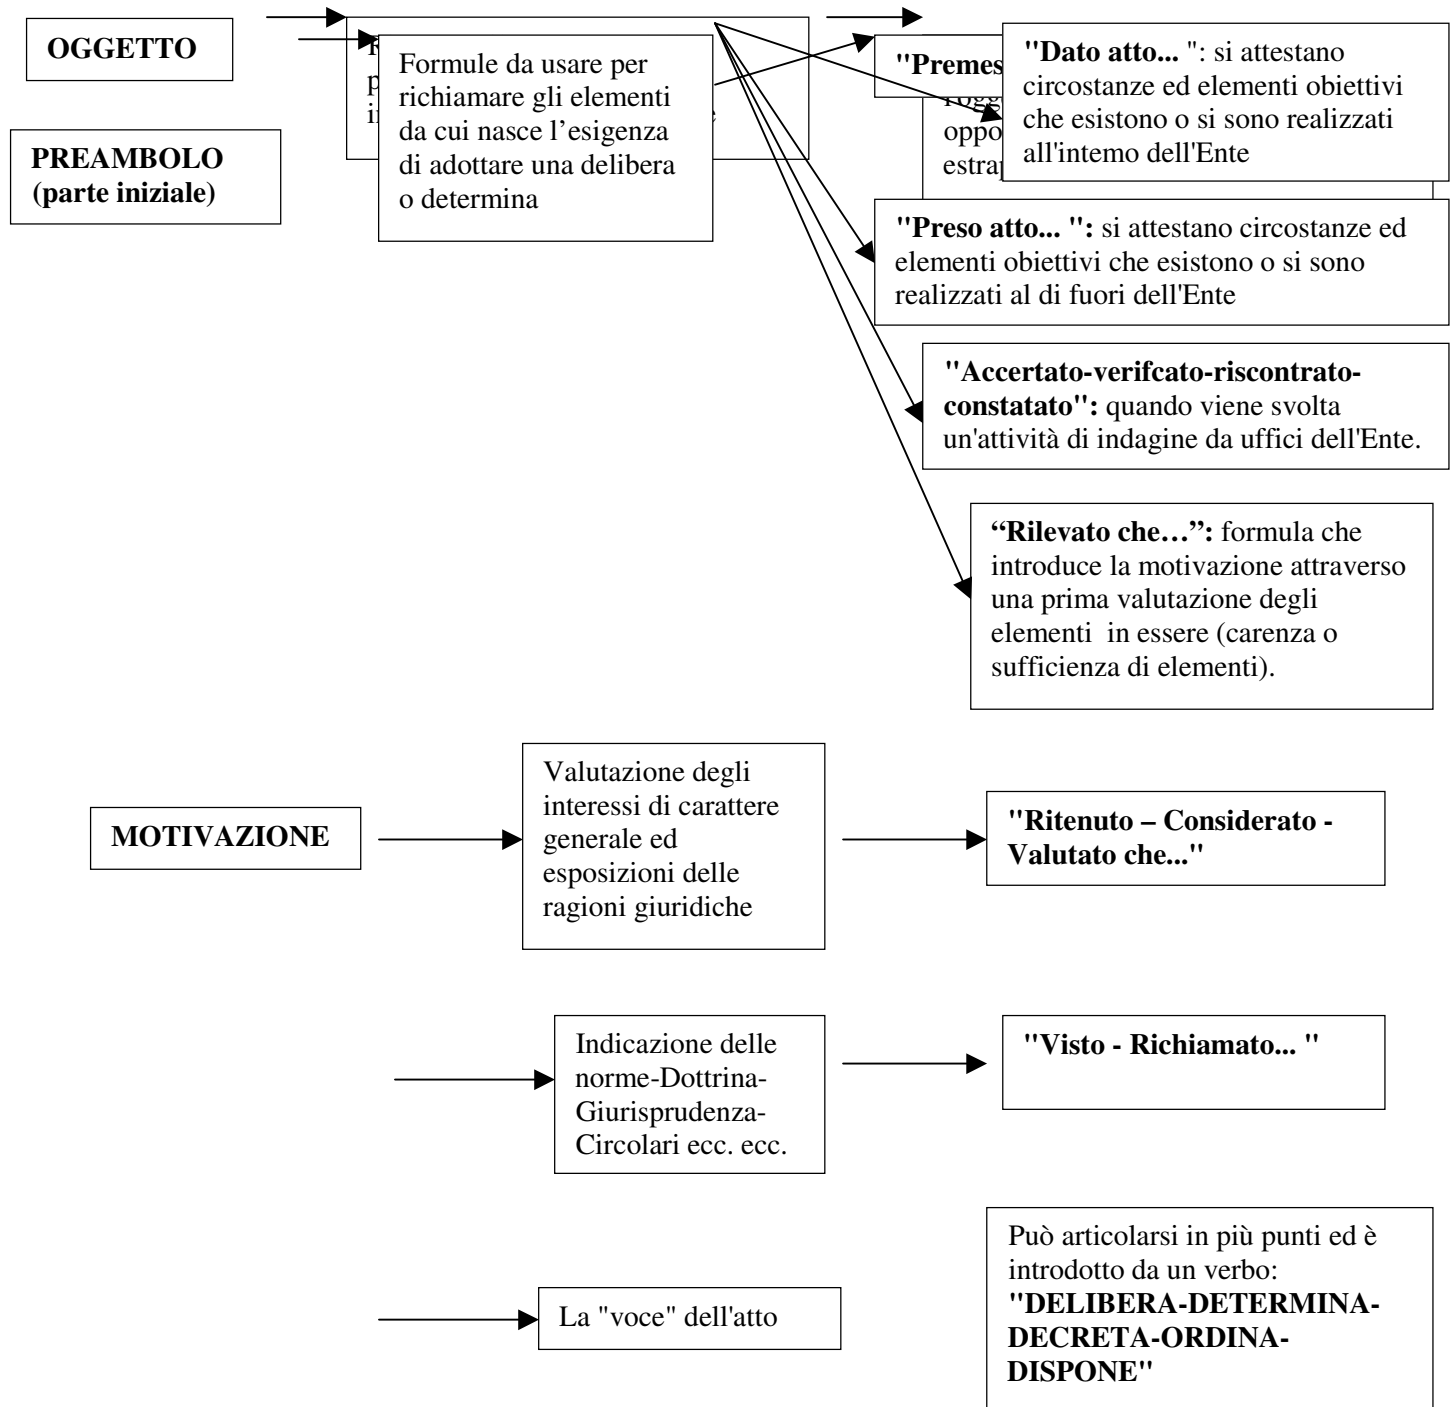 OGGETTO
PREAMBOLO
(parte iniziale)
Formule da usare per
richiamare gli elementi
da cui nasce l’esigenza
di adottare una delibera
o determina
"Dato atto... ": si attestano
circostanze ed elementi obiettivi
che esistono o si sono realizzati
all'intemo dell'Ente
"Preso atto... ": si attestano circostanze ed
elementi obiettivi che esistono o si sono
realizzati al di fuori dell'Ente
"Accertato-verifcato-riscontrato-
constatato": quando viene svolta
un'attività di indagine da uffici dell'Ente.
“Rilevato che…”: formula che
introduce la motivazione attraverso
una prima valutazione degli
elementi in essere (carenza o
sufficienza di elementi).
MOTIVAZIONE
Valutazione degli
interessi di carattere
generale ed
esposizioni delle
ragioni giuridiche
"Ritenuto – Considerato -
Valutato che..."
Indicazione delle
norme-Dottrina-
Giurisprudenza-
Circolari ecc. ecc.
"Visto - Richiamato... "
La "voce" dell'atto
Può articolarsi in più punti ed è
introdotto da un verbo:
"DELIBERA-DETERMINA-
DECRETA-ORDINA-
DISPONE"